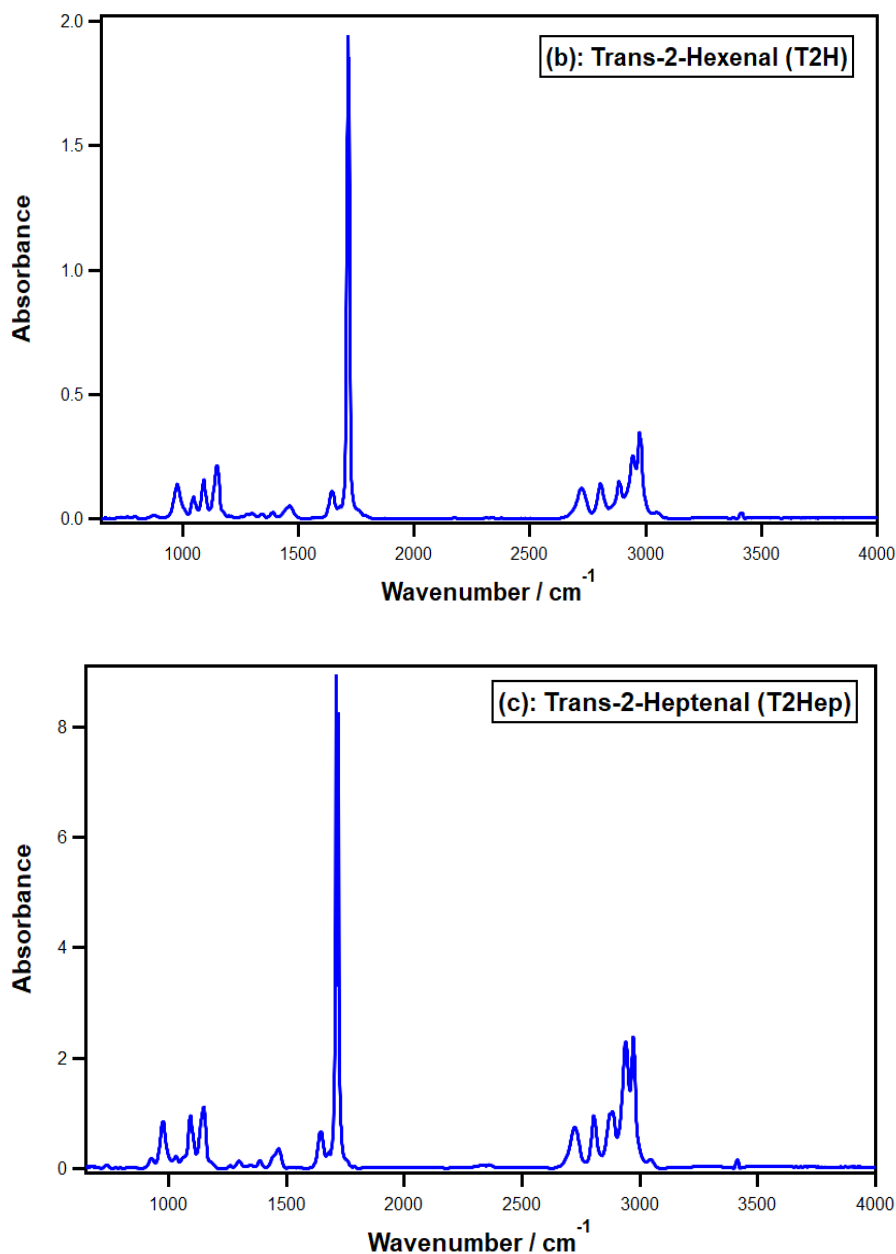 2.0
(b): Trans-2-Hexenal (T2H)
1.5
Absorbance
1.0
0.5
0.0
1000 1500 2000 2500 3000 3500 4000
Wavenumber / cm-1
(c): Trans-2-Heptenal (T2Hep)
8
6
Absorbance
4
2
0
1000 1500 2000 2500 3000 3500 4000
Wavenumber / cm-1